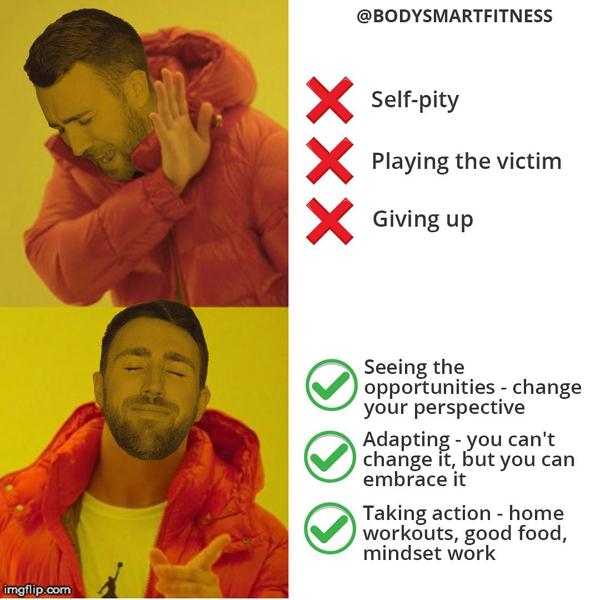 @BODYSMARTFITNESS
Self-pity
Playing the victim
Giving up
Seeing the
opportunities - change
your perspective
Adapting - you can't
change it, but you can
embrace it
Taking action - home
workouts, good food,
mindset work
imgflip.com